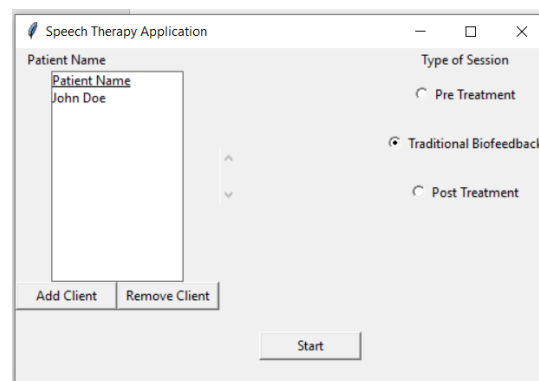 Speech Therapy Application
Patient Name
Type of Session
Patient Name
John Doe
Pre Treatment
Traditional Biofeedback
Post Treatment
Add Client
Remove Client
Start